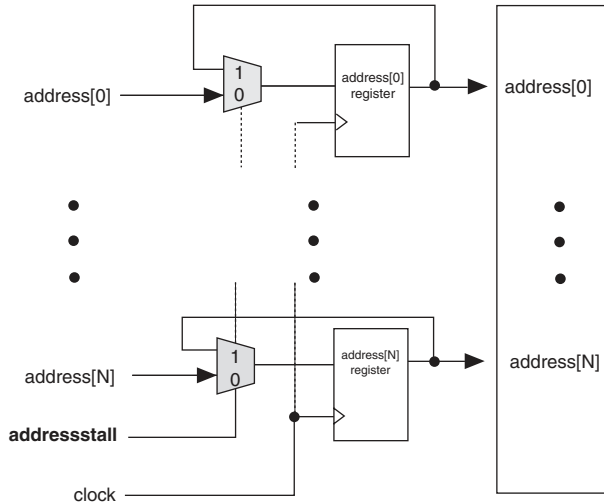 1
address[0]
0
address[0]
register
address[0]
1
address[N]
0
address[N]
register
address[N]
addressstall
clock